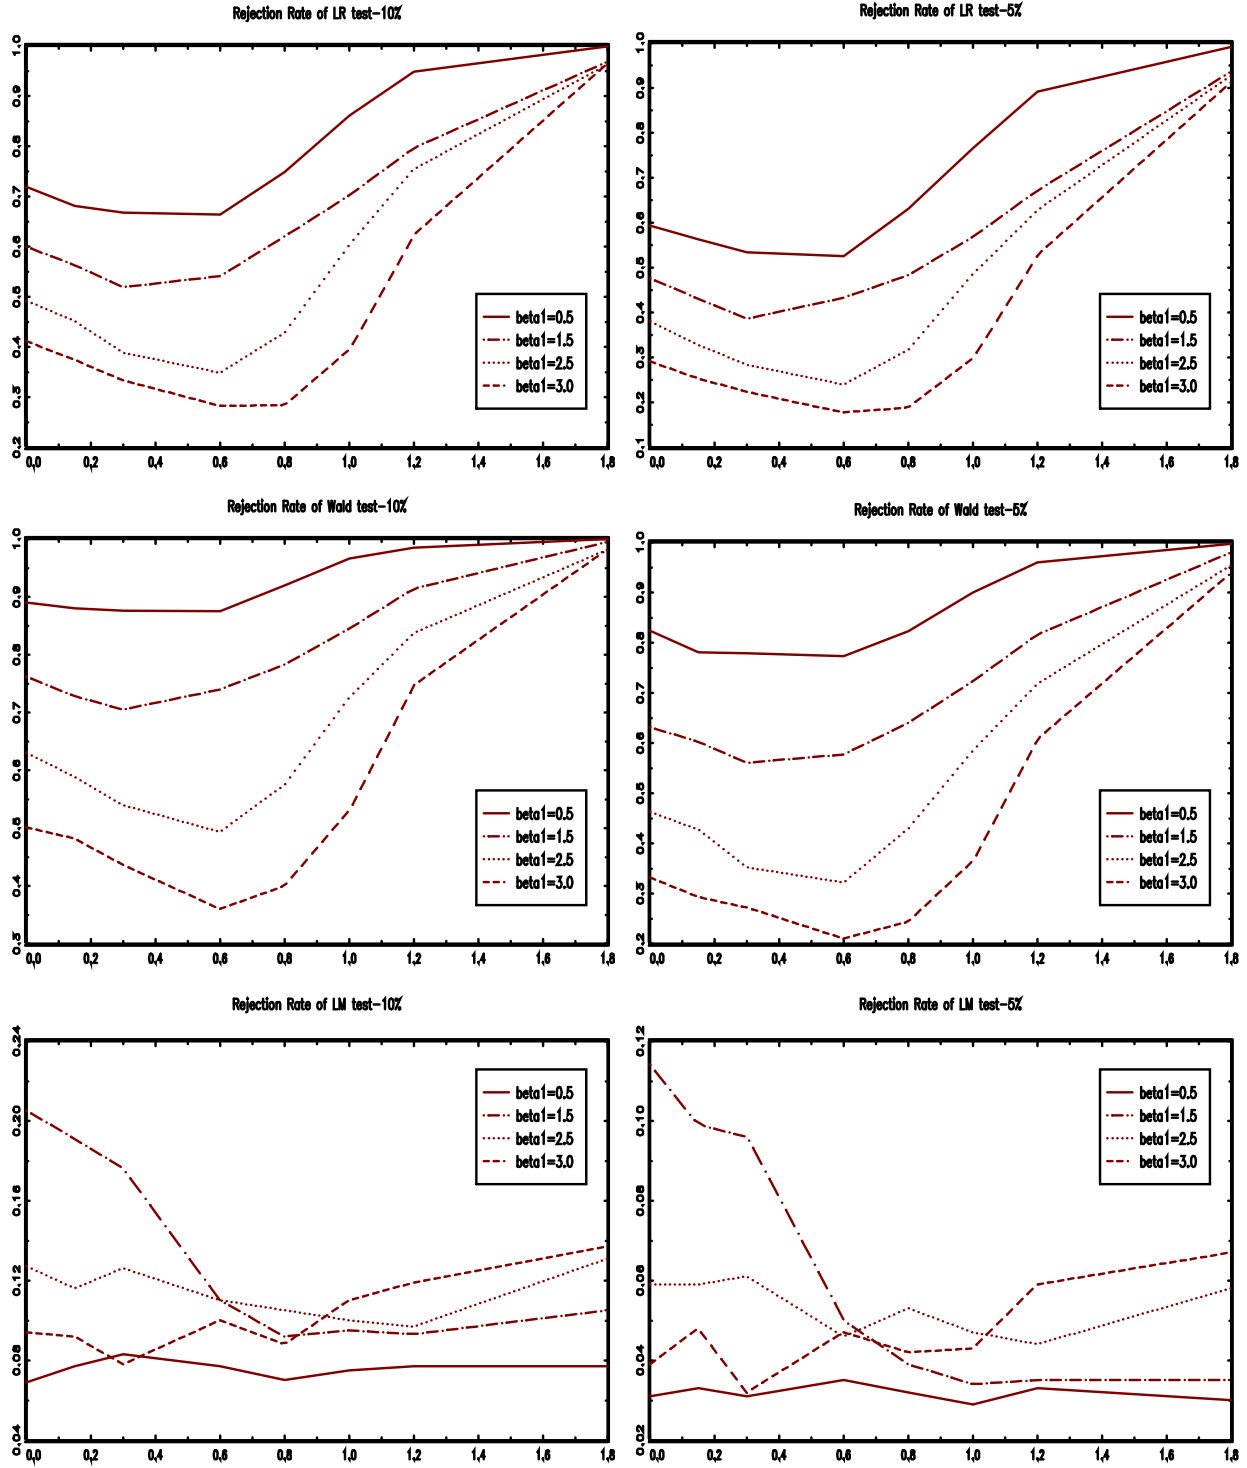 Rejection Rate of LR test-10%
1.0
0.9
0.8
0.7
0.6
0.5
0.4
0.3
0.2
beta1=0.5
beta1=1.5
beta1=2.5
beta1=3.0
0.0 0.2 0.4 0.6 0.8 1.0 1.2 1.4 1.6 1.8
Rejection Rate of LR test-5%
1.0
0.9
0.8
0.7
0.6
0.5
0.4
0.3
0.2
0.1
beta1=0.5
beta1=1.5
beta1=2.5
beta1=3.0
0.0 0.2 0.4 0.6 0.8 1.0 1.2 1.4 1.6 1.8
Rejection Rate of Wald test-10%
1.0
0.9
0.8
0.7
0.6
0.5
0.4
0.3
beta1=0.5
beta1=1.5
beta1=2.5
beta1=3.0
0.0 0.2 0.4 0.6 0.8 1.0 1.2 1.4 1.6 1.8
Rejection Rate of Wald test-5%
1.0
0.9
0.8
0.7
0.6
0.5
0.4
0.3
0.2
beta1=0.5
beta1=1.5
beta1=2.5
beta1=3.0
0.0 0.2 0.4 0.6 0.8 1.0 1.2 1.4 1.6 1.8
Rejection Rate of LM test-10%
0.24
0.20
0.16
0.12
0.08
0.04
beta1=0.5
beta1=1.5
beta1=2.5
beta1=3.0
0.0 0.2 0.4 0.6 0.8 1.0 1.2 1.4 1.6 1.8
Rejection Rate of LM test-5%
0.12
0.10
0.08
0.06
0.04
0.02
beta1=0.5
beta1=1.5
beta1=2.5
beta1=3.0
0.0 0.2 0.4 0.6 0.8 1.0 1.2 1.4 1.6 1.8